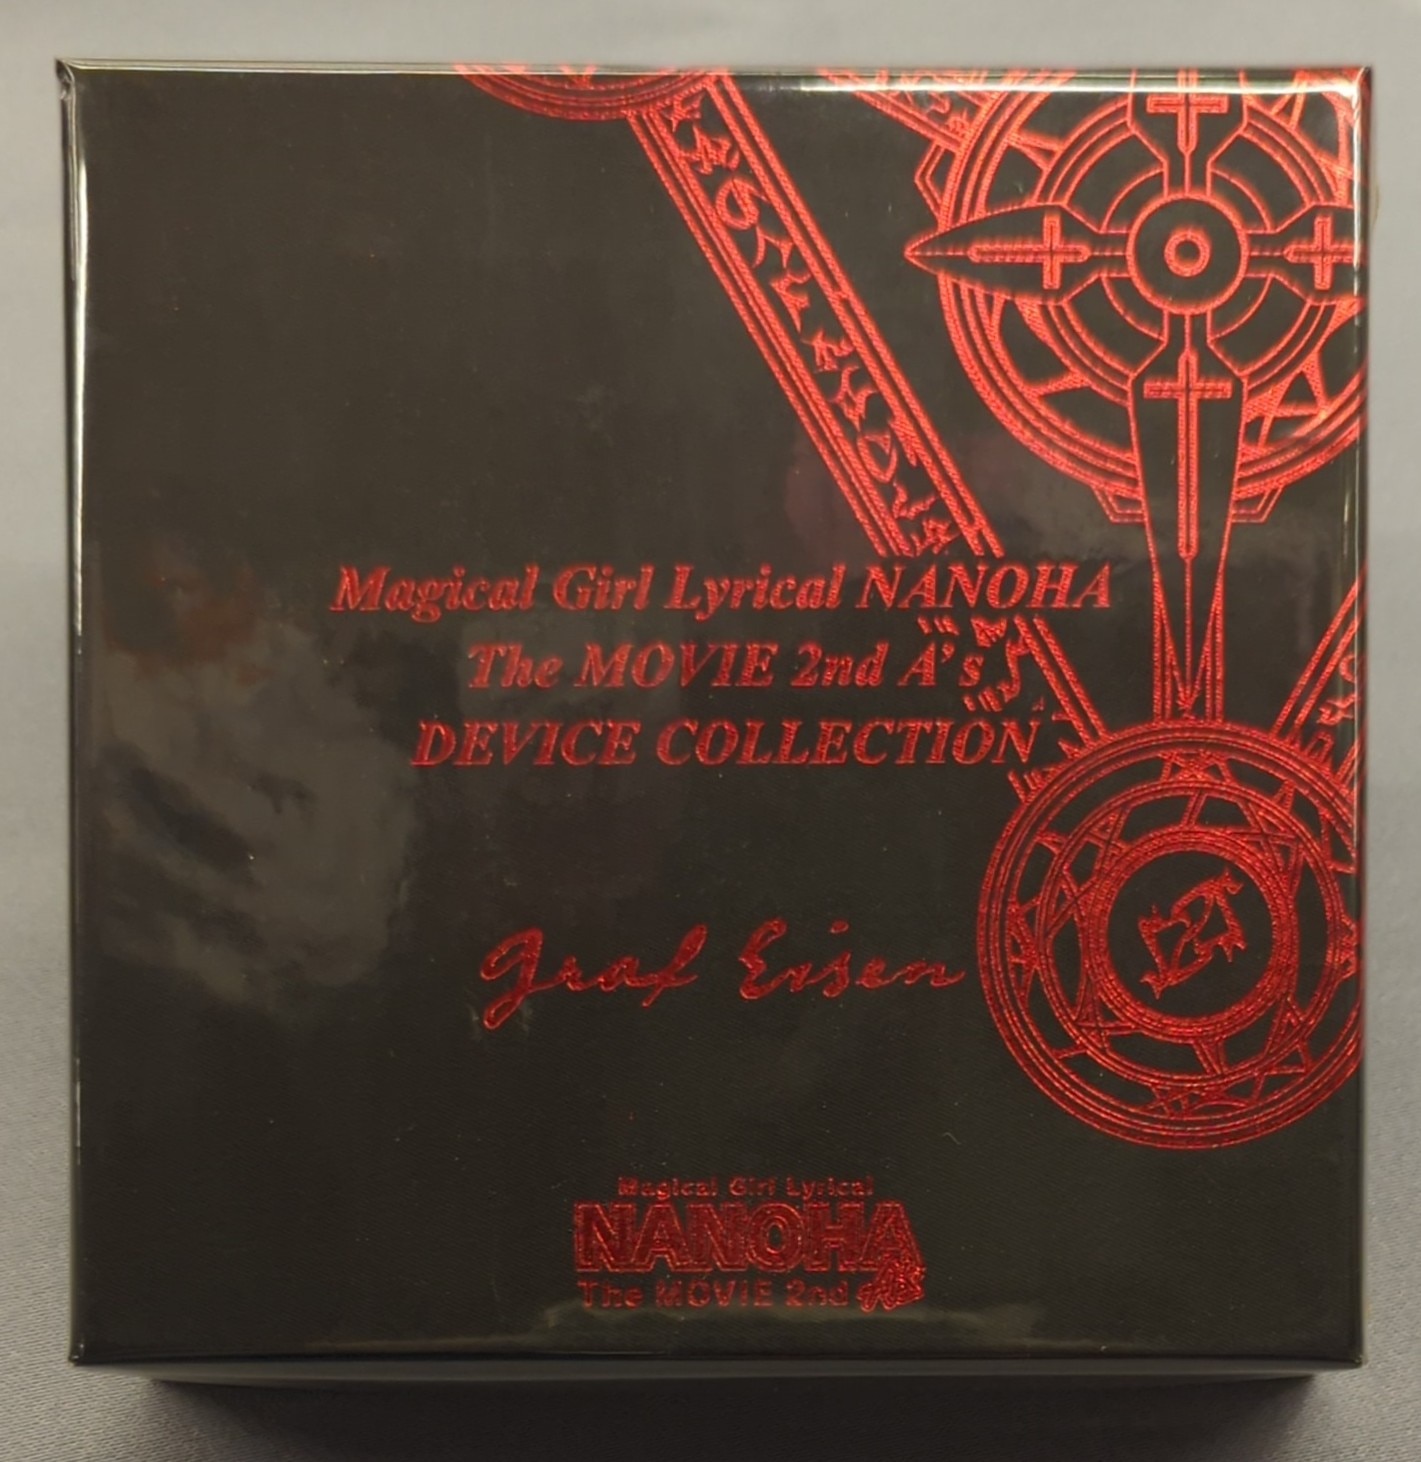 Magical Girl Lyrical NANOHA
The MOVIE 2nd A's
DEVICE COLLECTION
Graf Eisen
Magical Girl Lyrical
NANOHA
The MOVIE 2nd A's